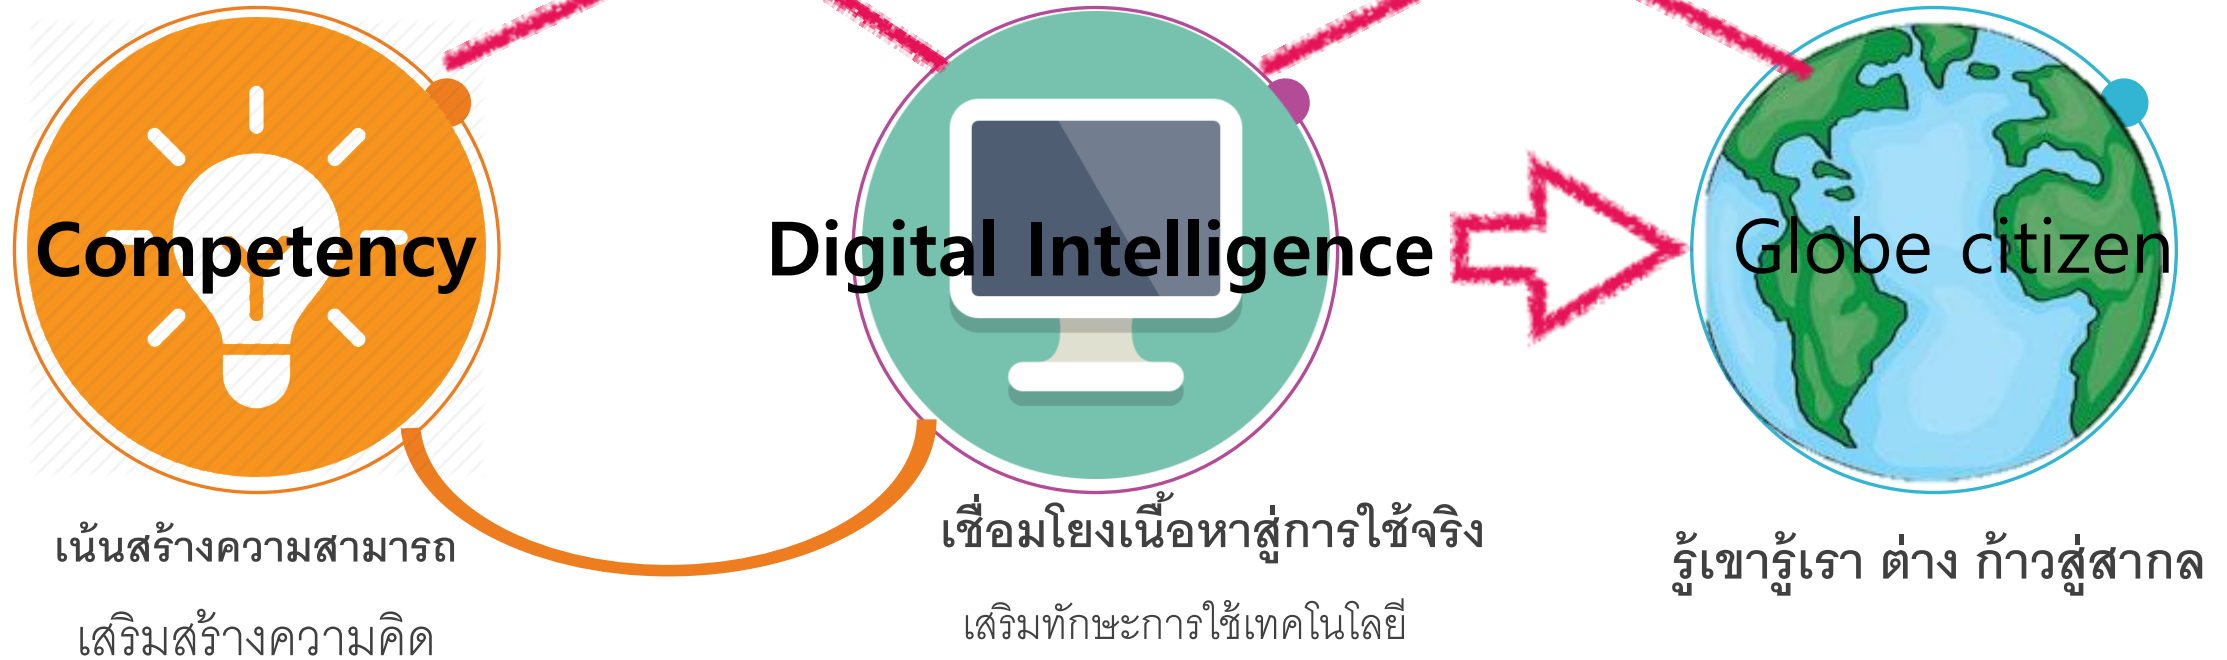 Competency
Digital Intelligence
Globe citizen
เน้นสร้างความสามารถ
เสริมสร้างความคิด
เชื่อมโยงเนื้อหาสู่การใช้จริง
เสริมทักษะการใช้เทคโนโลยี
รู้เขารู้เรา ต่าง ก้าวสู่สากล